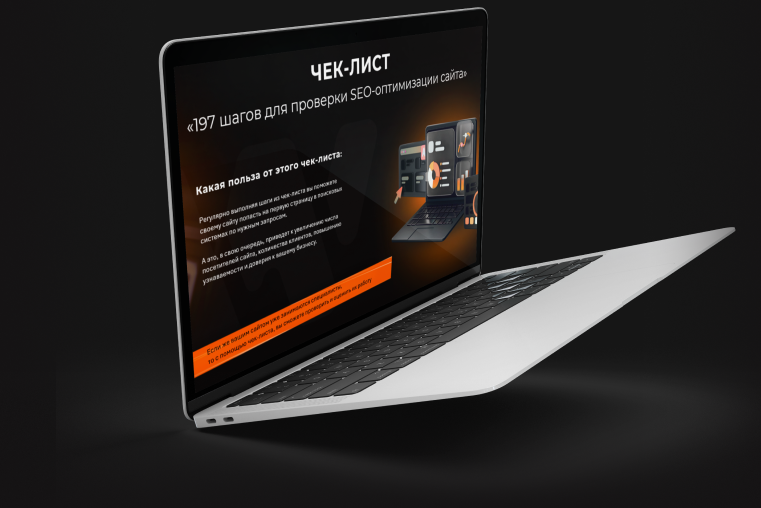 ЧЕК-ЛИСТ
«197 шагов для проверки SEO-оптимизации сайта»
Какая польза от этого чек-листа:
Регулярно выполняя шаги из чек-листа вы поможете
своему сайту попасть на первую страницу в поисковых
системах по нужным запросам.
А это, в свою очередь, приведет к увеличению числа
посетителей сайта, количества клиентов, повышению
узнаваемости и доверия к вашему бизнесу.
Если же вашим сайтом уже занимаются специалисты,
то с помощью чек-листа, вы сможете проверить и оценить их работу